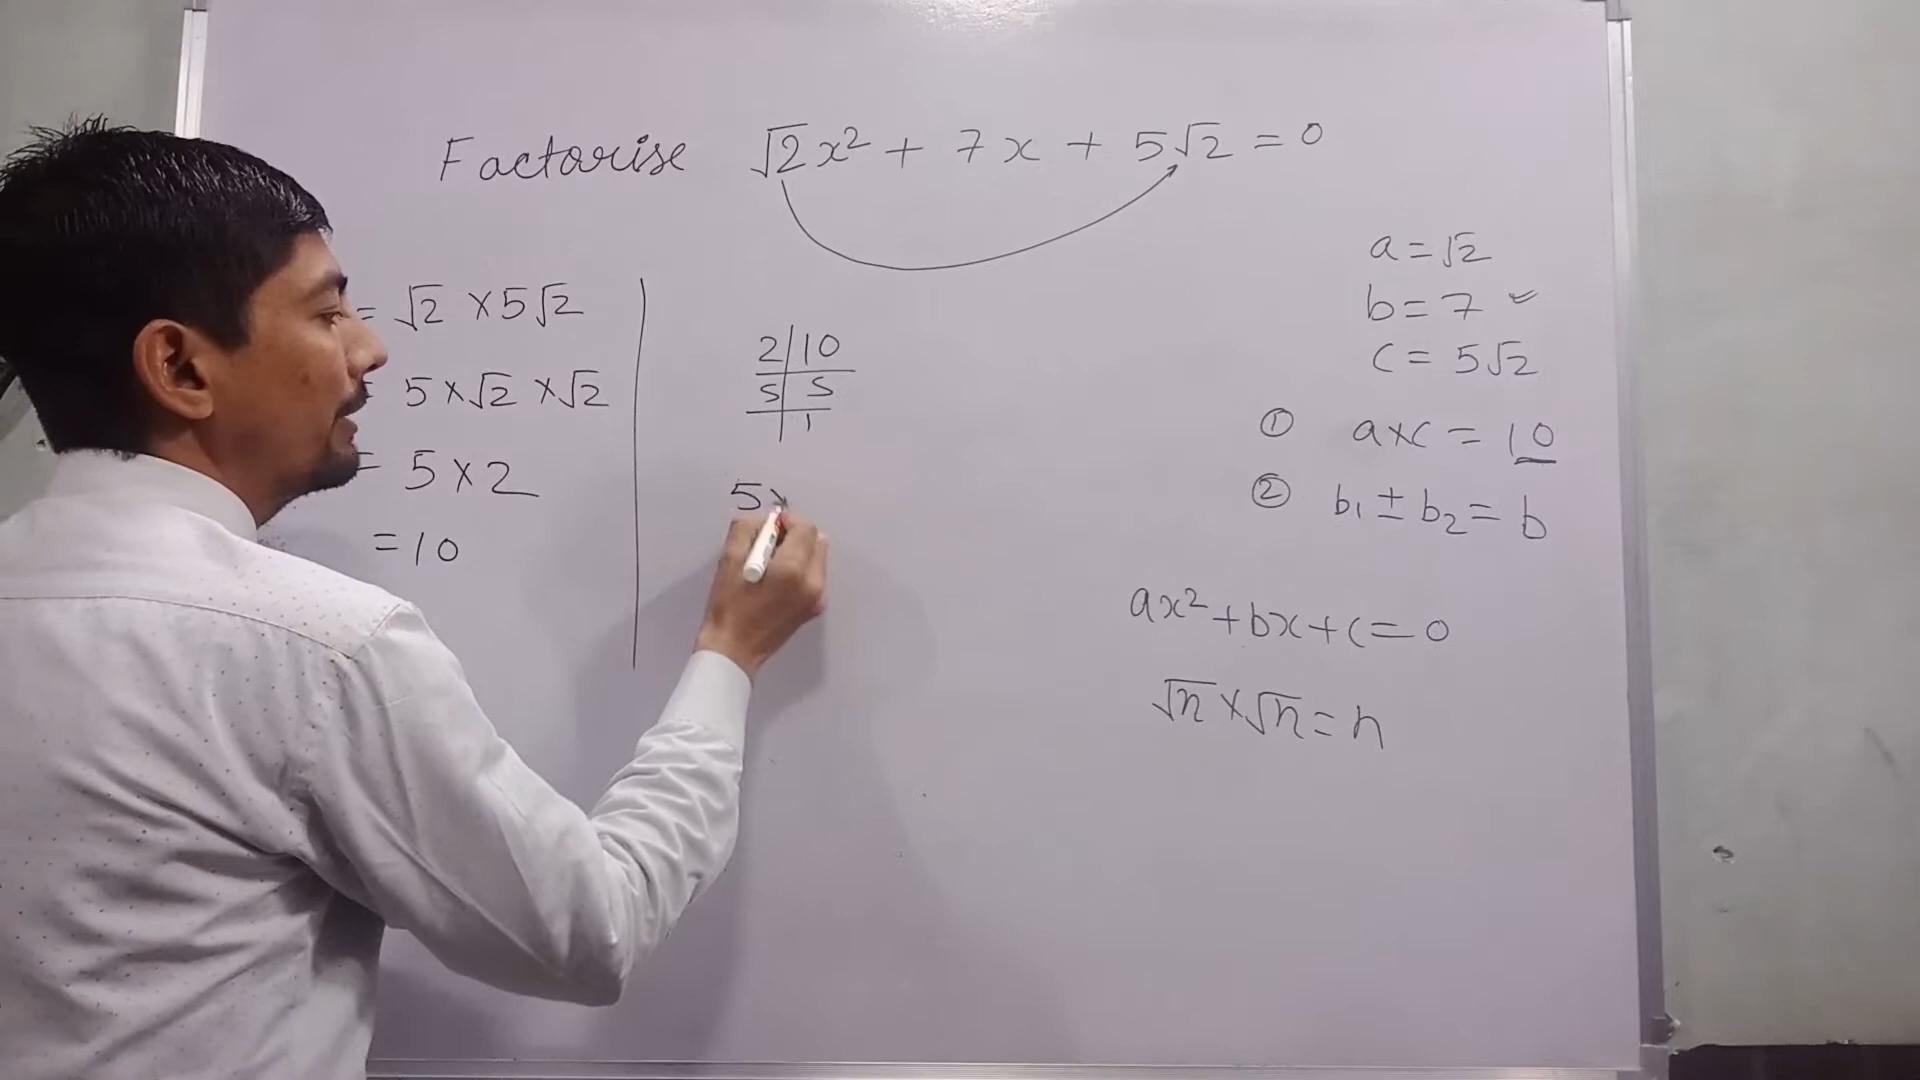 Factorise √2x² + 7x + 5√2 = 0
= √2 × 5√2
= 5 × √2 × √2
= 5 × 2
= 10
2 | 10
5 | 5
| 1
5 ×
a = √2
b = 7 ✓
c = 5√2
① a×c = 10
② b₁ ± b₂ = b
ax² + bx + c = 0
√n × √n = n